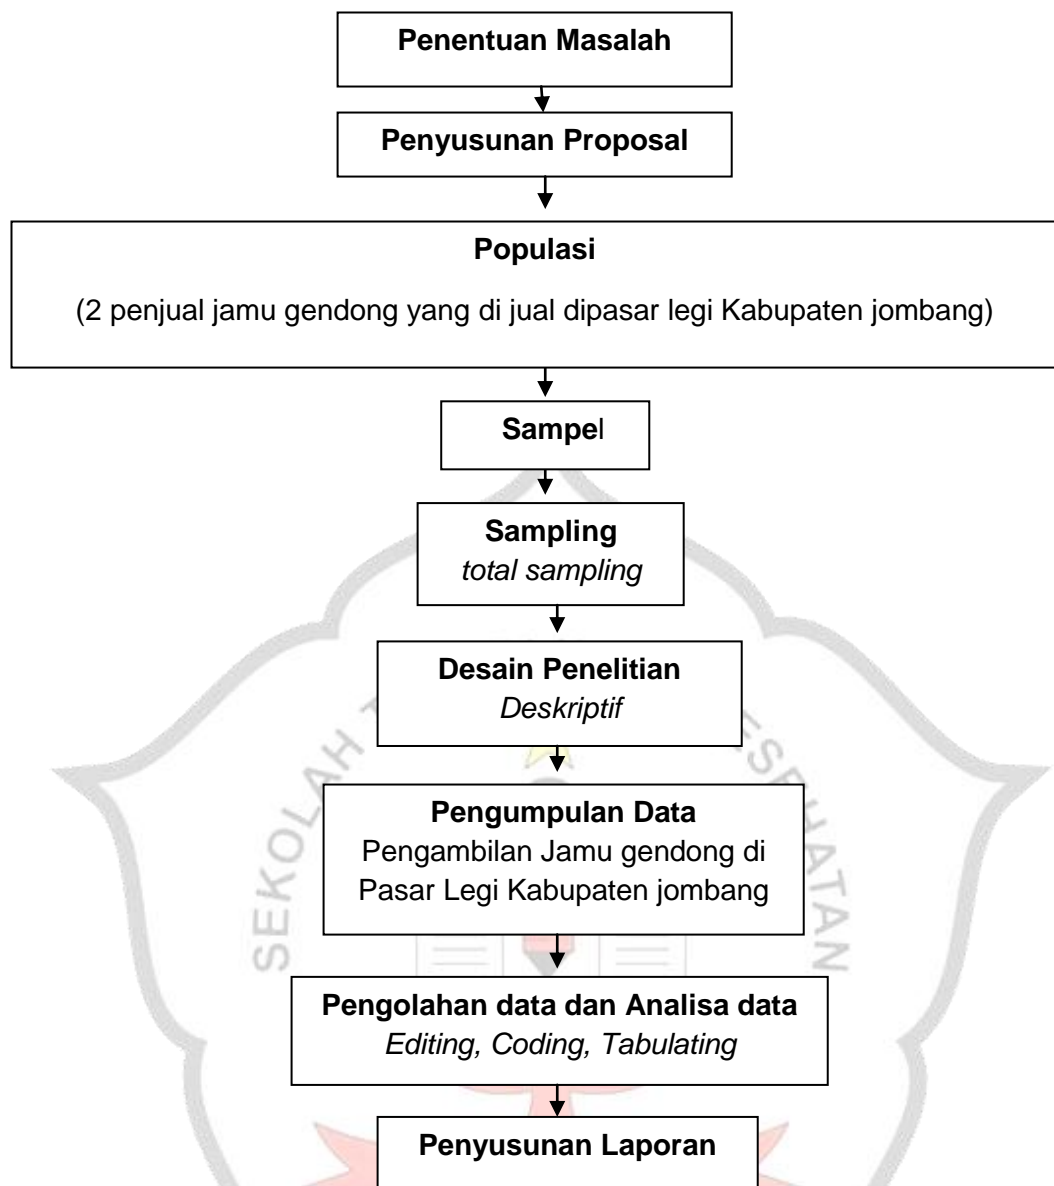 Penentuan Masalah
Penyusunan Proposal
Populasi
(2 penjual jamu gendong yang di jual dipasar legi Kabupaten jombang)
Sampel
Sampling
total sampling
Desain Penelitian
Deskriptif
Pengumpulan Data
Pengambilan Jamu gendong di
Pasar Legi Kabupaten jombang
Pengolahan data dan Analisa data
Editing, Coding, Tabulating
Penyusunan Laporan
SEKOLAH